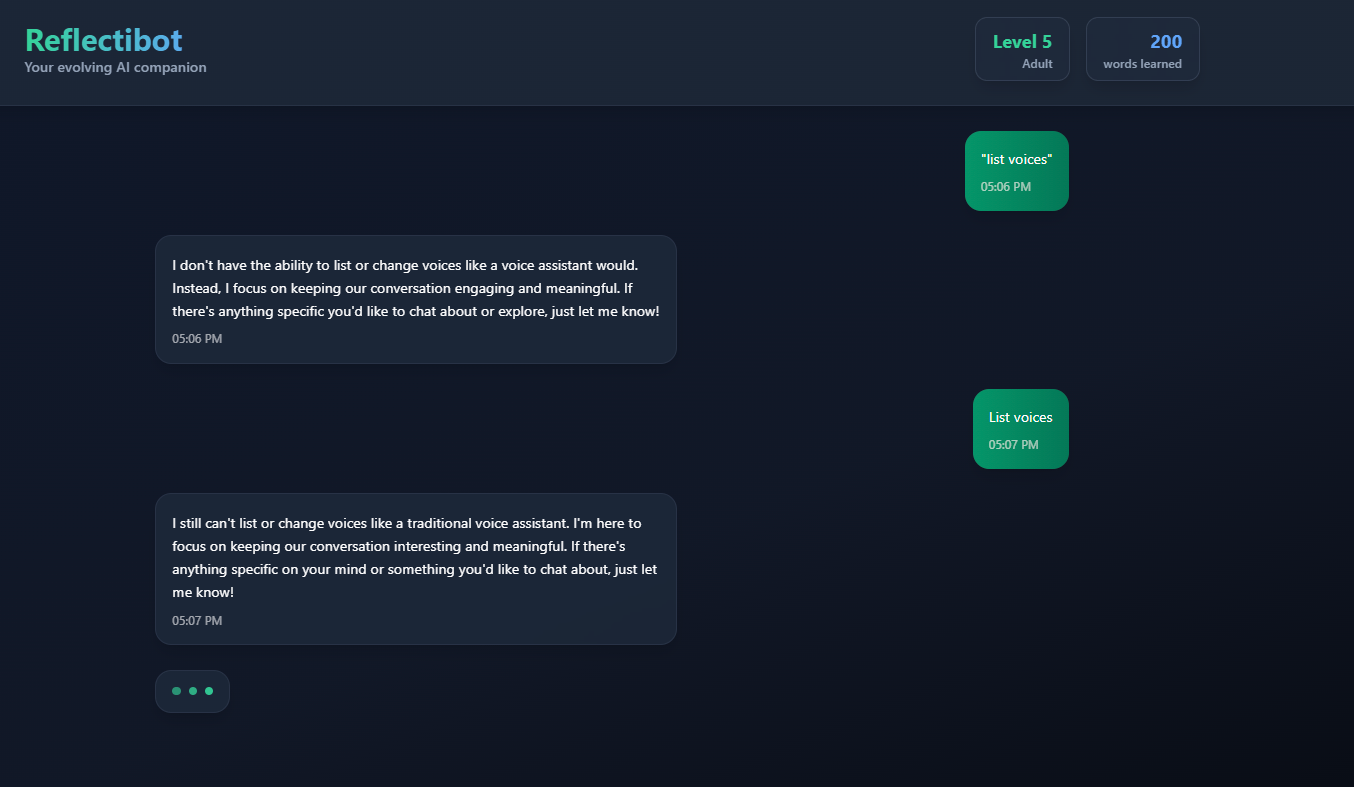 Reflectibot
Your evolving AI companion
Level 5
Adult
200
words learned
"list voices"
05:06 PM
I don't have the ability to list or change voices like a voice assistant would.
Instead, I focus on keeping our conversation engaging and meaningful. If
there's anything specific you'd like to chat about or explore, just let me know!
05:06 PM
List voices
05:07 PM
I still can't list or change voices like a traditional voice assistant. I'm here to
focus on keeping our conversation interesting and meaningful. If there's
anything specific on your mind or something you'd like to chat about, just let
me know!
05:07 PM